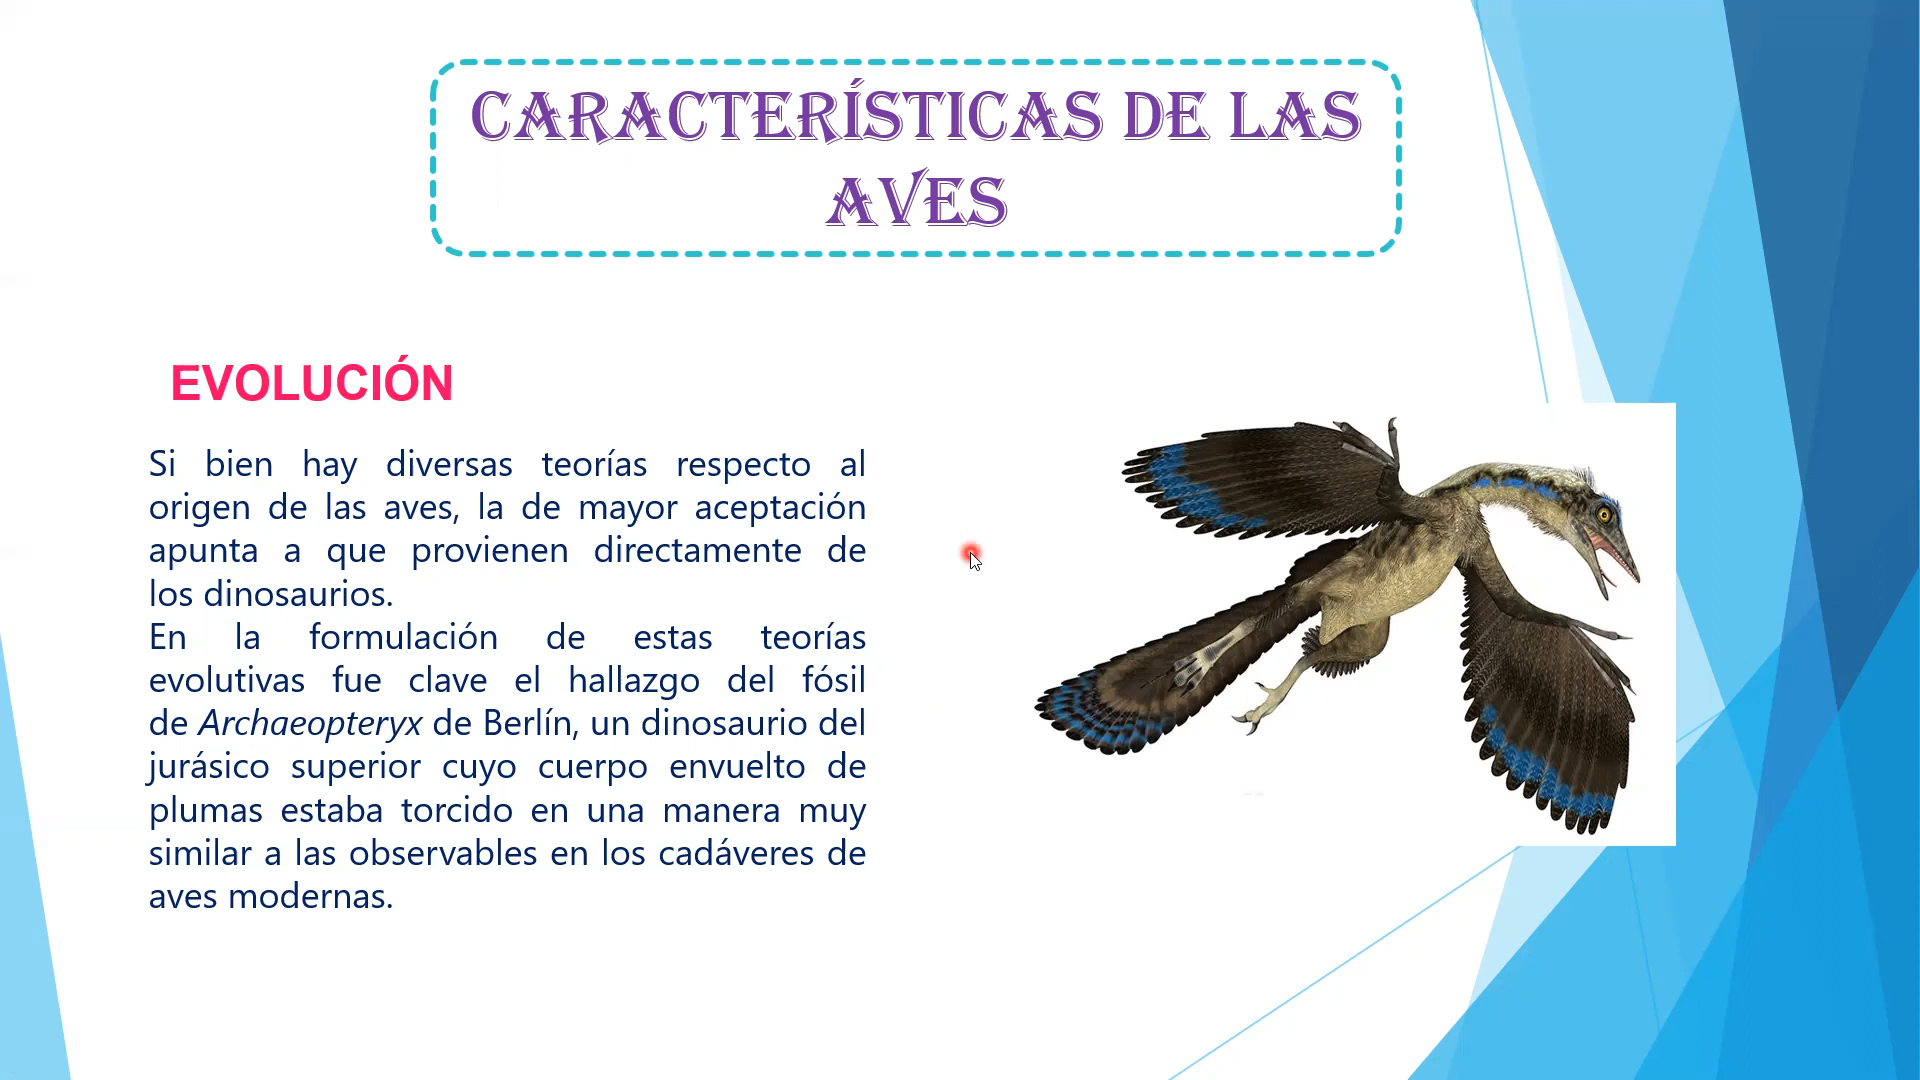 CARACTERÍSTICAS DE LAS
AVES
EVOLUCIÓN
Si bien hay diversas teorías respecto al
origen de las aves, la de mayor aceptación
apunta a que provienen directamente de
los dinosaurios.
En la formulación de estas teorías
evolutivas fue clave el hallazgo del fósil
de Archaeopteryx de Berlín, un dinosaurio del
jurásico superior cuyo cuerpo envuelto de
plumas estaba torcido en una manera muy
similar a las observables en los cadáveres de
aves modernas.